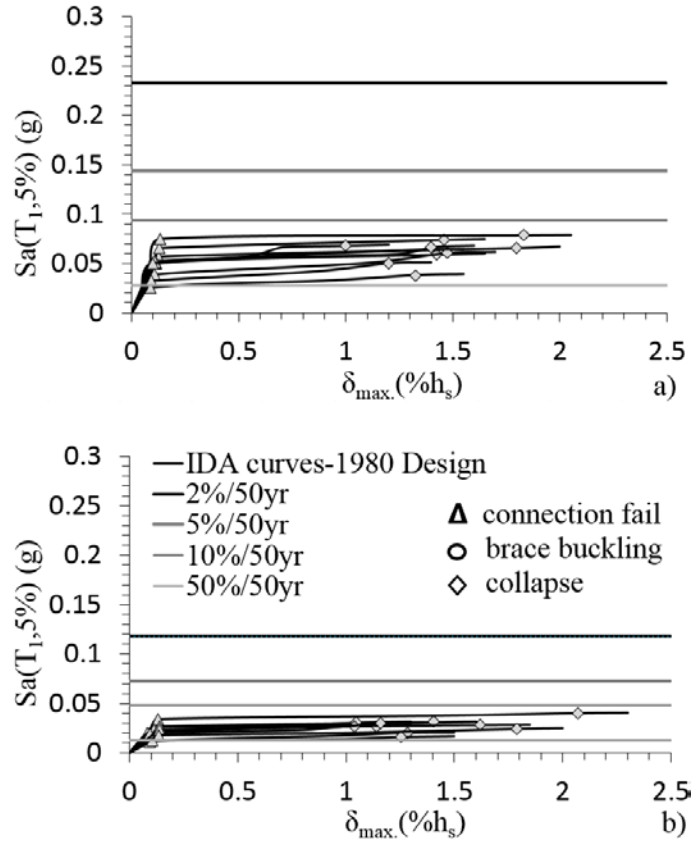 0.3
0.25
0.2
0.15
0.1
0.05
0
Sa(T1,5%) (g)
0 0.5 1 1.5 2 2.5
δmax.(%hs) a)
0.3
0.25
0.2
0.15
0.1
0.05
0
Sa(T1,5%) (g)
IDA curves-1980 Design
2%/50yr
5%/50yr
10%/50yr
50%/50yr
connection fail
brace buckling
collapse
0 0.5 1 1.5 2 2.5
δmax.(%hs) b)